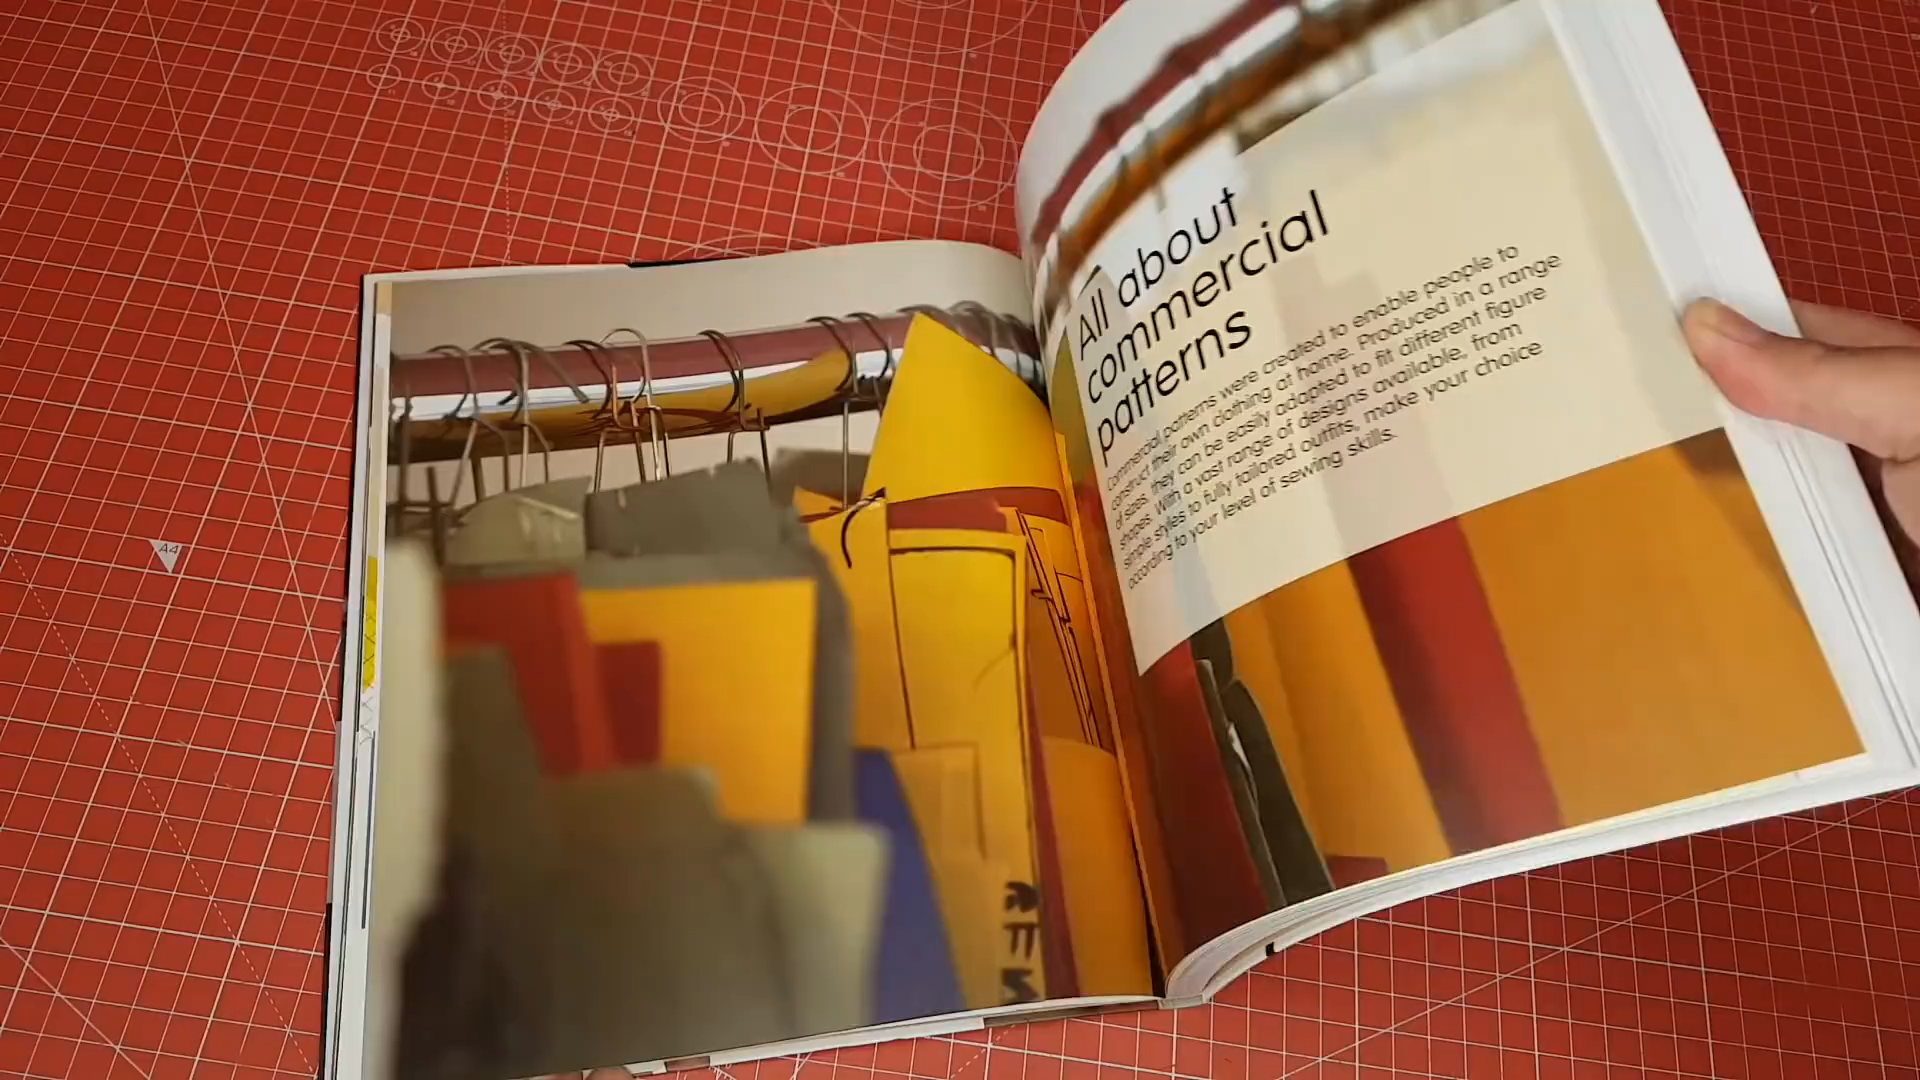 A4
All about
commercial
patterns
Commercial patterns were created to enable people to
construct their own clothing at home. Produced in a range
of sizes, they can be easily adapted to fit different figure
shapes. With a vast range of designs available, from
simple styles to fully tailored outfits, make your choice
according to your level of sewing skills.